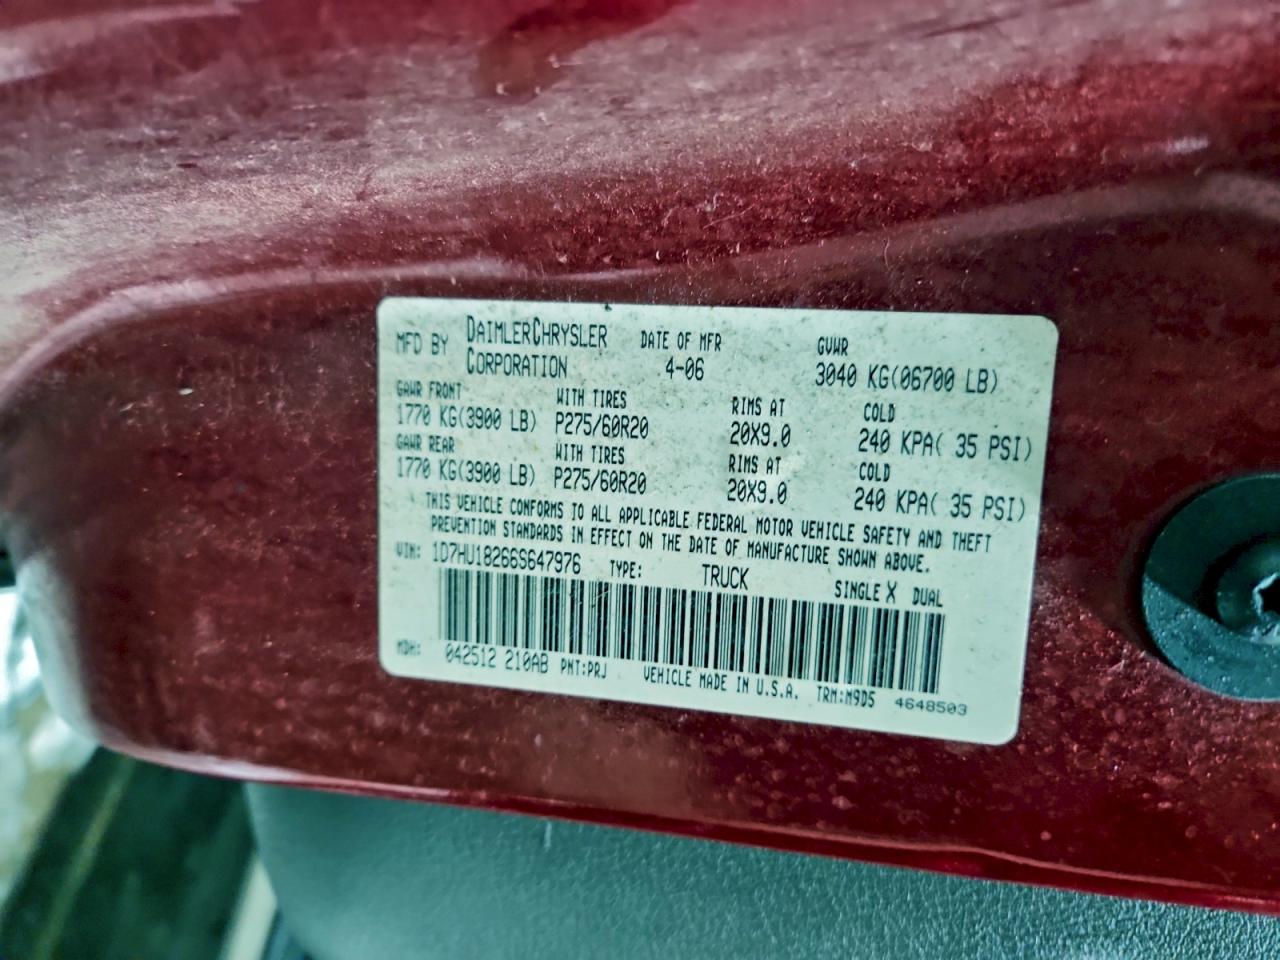 MFD BY DAIMLERCHRYSLER CORPORATION DATE OF MFR 4-06 GVWR 3040 KG(06700 LB)
GAWR FRONT WITH TIRES RIMS AT COLD
1770 KG(3900 LB) P275/60R20 20X9.0 240 KPA( 35 PSI)
GAWR REAR WITH TIRES RIMS AT COLD
1770 KG(3900 LB) P275/60R20 20X9.0 240 KPA( 35 PSI)
THIS VEHICLE CONFORMS TO ALL APPLICABLE FEDERAL MOTOR VEHICLE SAFETY AND THEFT
PREVENTION STANDARDS IN EFFECT ON THE DATE OF MANUFACTURE SHOWN ABOVE.
VIN: 1D7HU18266S647976 TYPE: TRUCK SINGLE X DUAL
MDH: 042512 210AB PNT:PRJ VEHICLE MADE IN U.S.A. TRM:M9D5 4648503